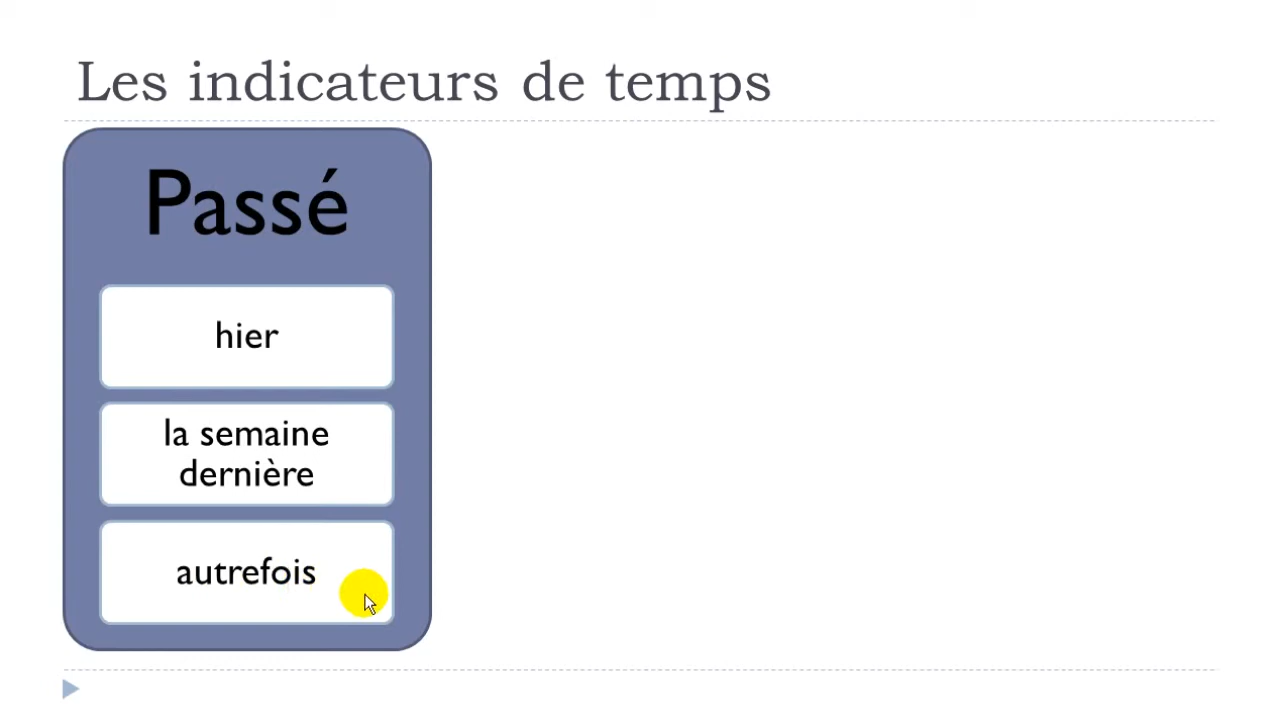 Les indicateurs de temps
Passé
hier
la semaine
dernière
autrefois